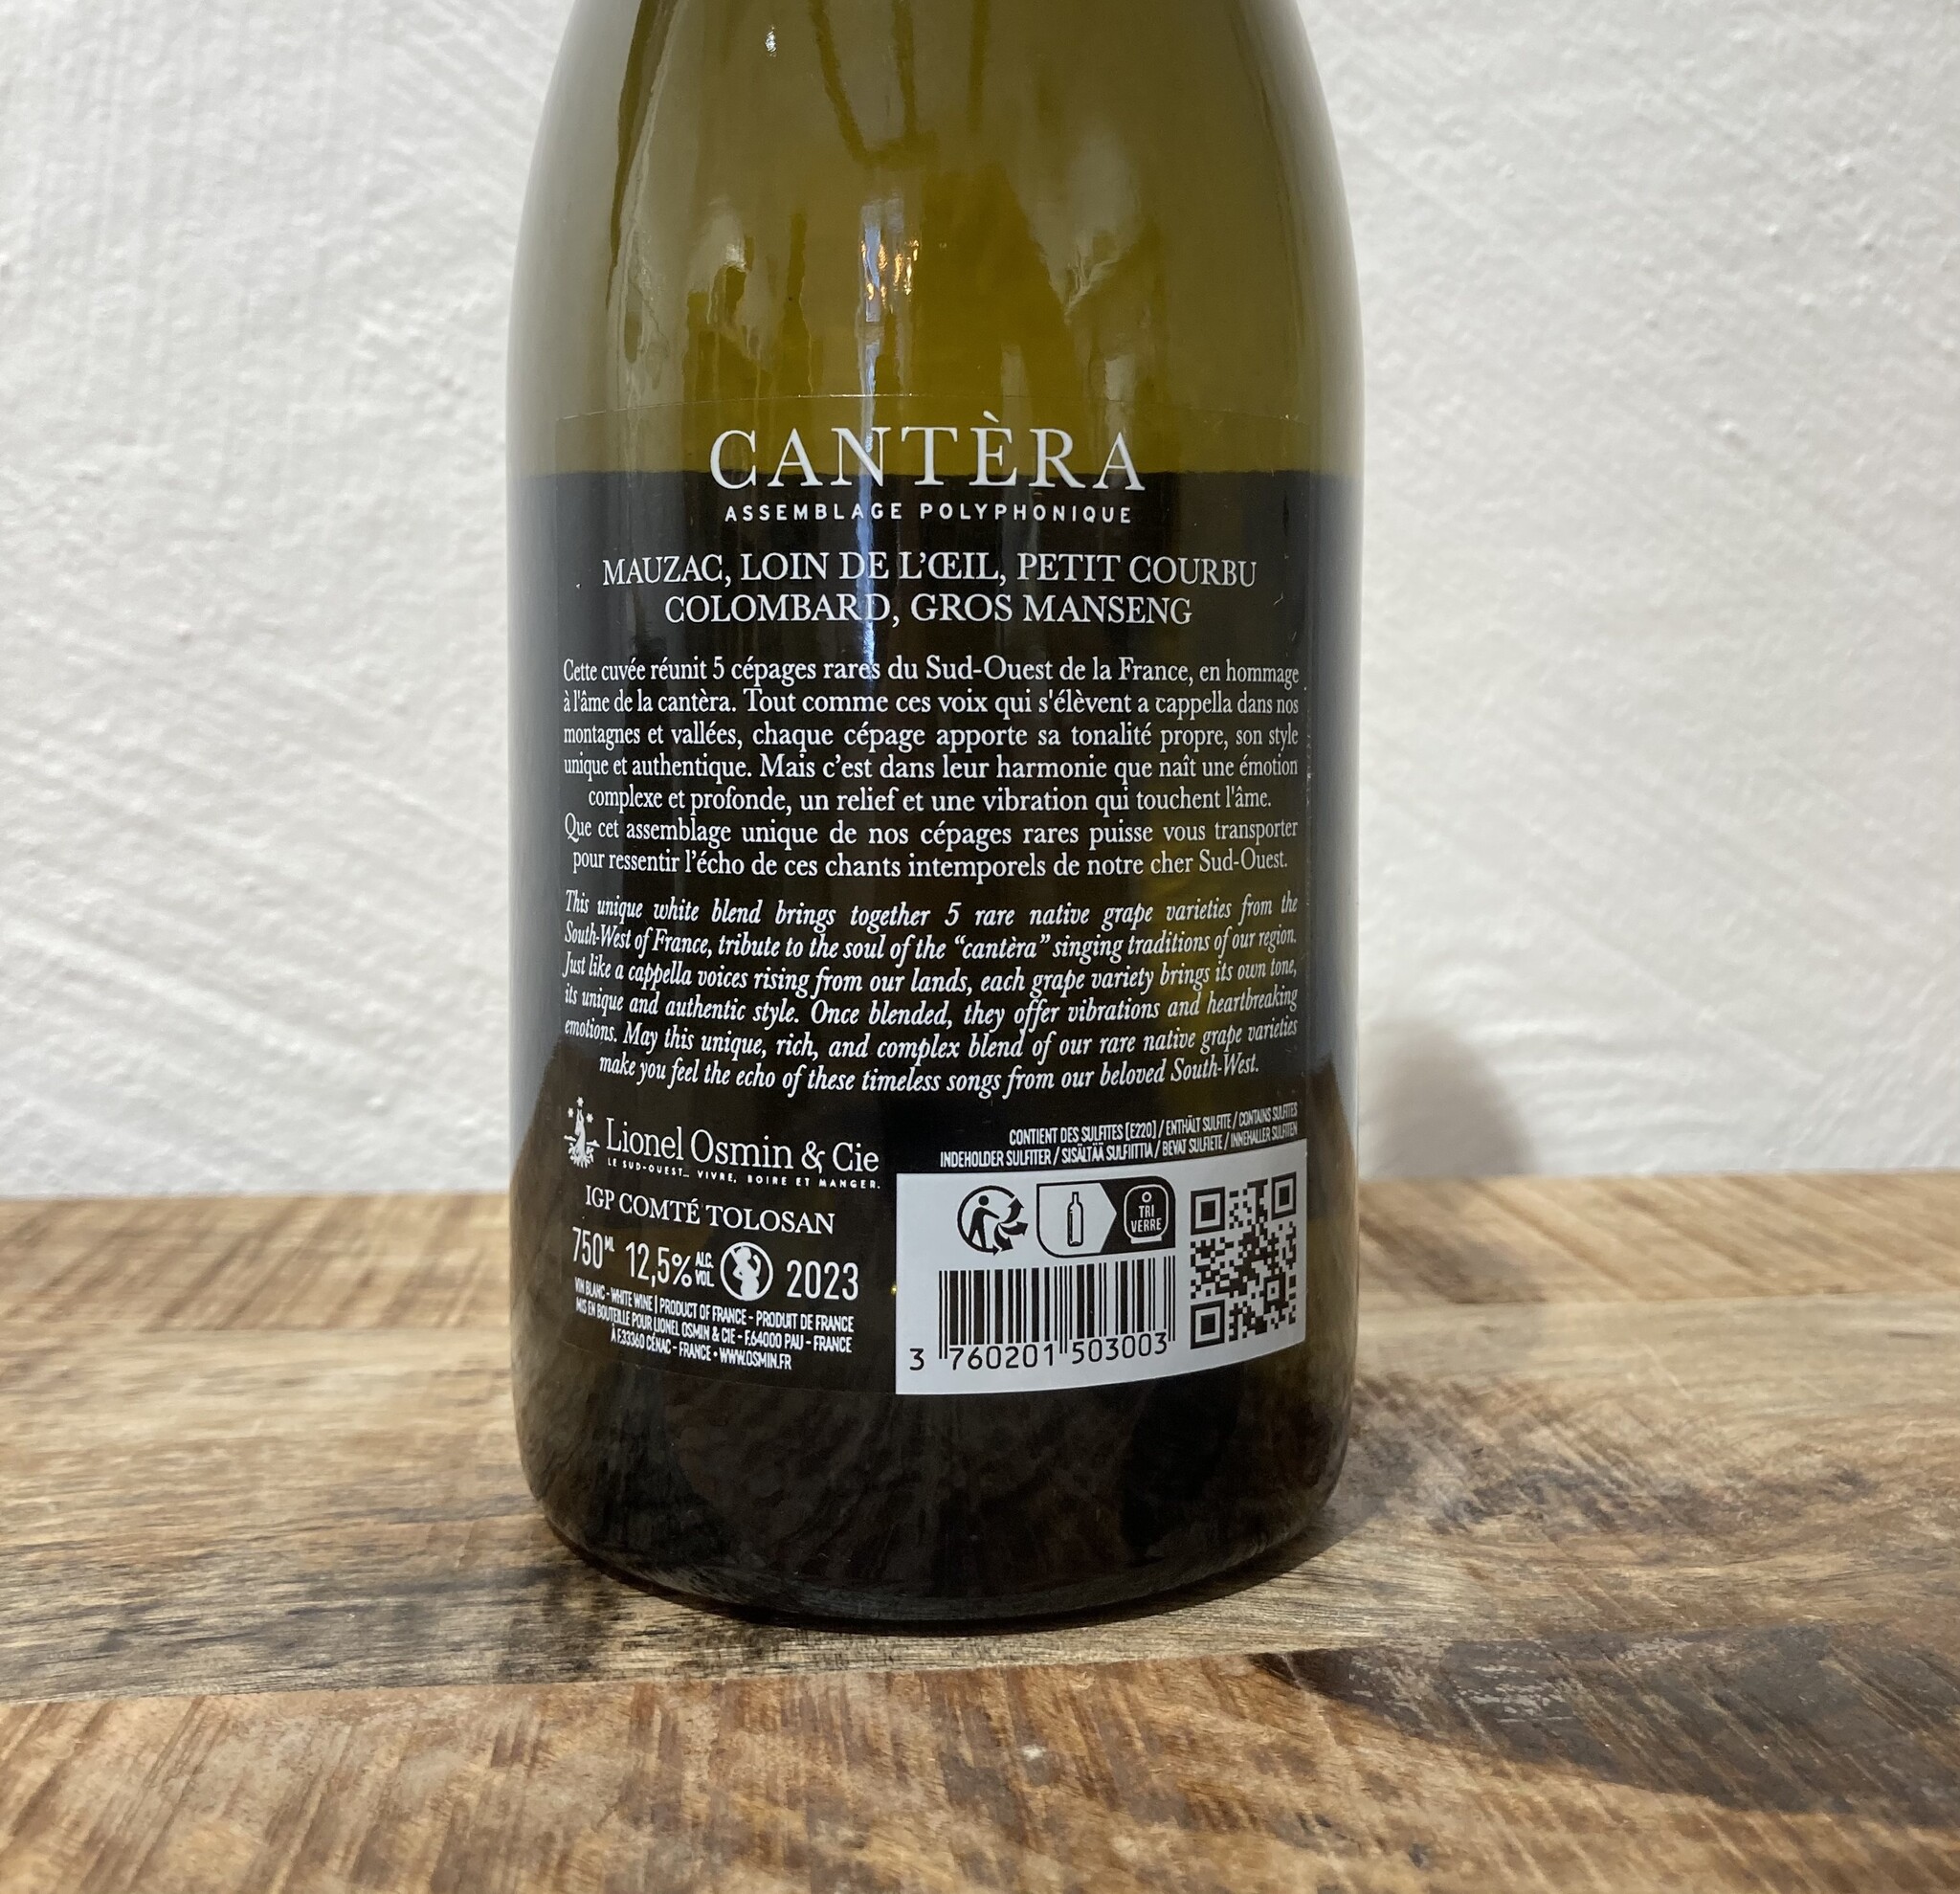 CANTÈRA
ASSEMBLAGE POLYPHONIQUE
MAUZAC, LOIN DE L'ŒIL, PETIT COURBU
COLOMBARD, GROS MANSENG
Cette cuvée réunit 5 cépages rares du Sud-Ouest de la France, en hommage
à l'âme de la cantèra. Tout comme ces voix qui s'élèvent a cappella dans nos
montagnes et vallées, chaque cépage apporte sa tonalité propre, son style
unique et authentique. Mais c'est dans leur harmonie que naît une émotion
complexe et profonde, un relief et une vibration qui touchent l'âme.
Que cet assemblage unique de nos cépages rares puisse vous transporter
pour ressentir l'écho de ces chants intemporels de notre cher Sud-Ouest.
This unique white blend brings together 5 rare native grape varieties from the
South-West of France, tribute to the soul of the "cantèra" singing traditions of our region.
Just like a cappella voices rising from our lands, each grape variety brings its own tone,
its unique and authentic style. Once blended, they offer vibrations and heartbreaking
emotions. May this unique, rich, and complex blend of our rare native grape varieties
make you feel the echo of these timeless songs from our beloved South-West.
Lionel Osmin & Cie
LE SUD-OUEST... VIVRE, BOIRE ET MANGER.
IGP COMTÉ TOLOSAN
750 ML 12,5% ALC. VOL. 2023
VIN BLANC - WHITE WINE | PRODUCT OF FRANCE - PRODUIT DE FRANCE
MIS EN BOUTEILLE POUR LIONEL OSMIN & CIE - F.64000 PAU - FRANCE
À F.33360 CÉNAC - FRANCE • WWW.OSMIN.FR
CONTIENT DES SULFITES [E220] / ENTHÄLT SULFITE / CONTAINS SULFITES
INDEHOLDER SULFITER / SISÄLTÄÄ SULFIITTIA / BEVAT SULFIETE / INNEHALLER SULFITEN
TRI
VERRE
3 760201 503003